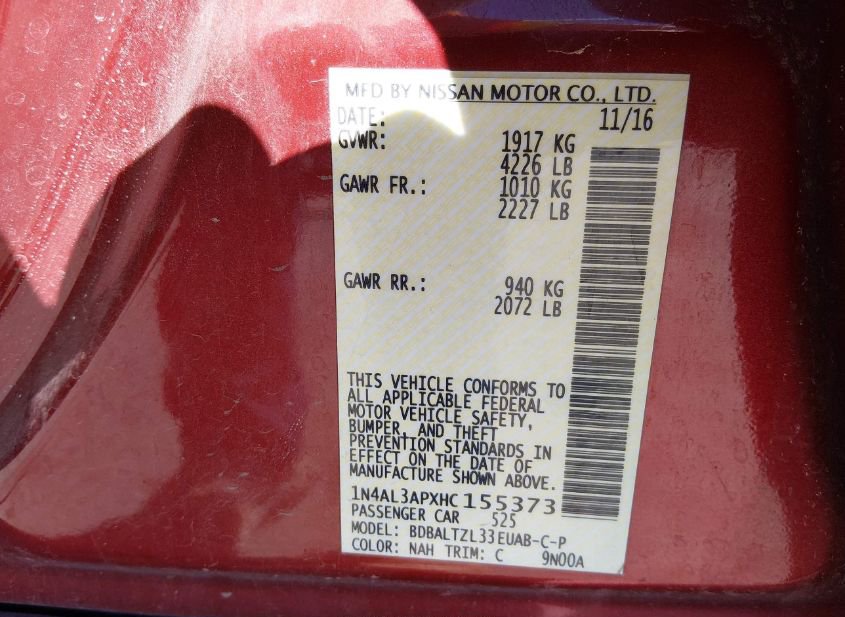 MFD BY NISSAN MOTOR CO., LTD.
DATE: 11/16
GVWR: 1917 KG
4226 LB
GAWR FR.: 1010 KG
2227 LB
GAWR RR.: 940 KG
2072 LB
THIS VEHICLE CONFORMS TO
ALL APPLICABLE FEDERAL
MOTOR VEHICLE SAFETY,
BUMPER, AND THEFT
PREVENTION STANDARDS IN
EFFECT ON THE DATE OF
MANUFACTURE SHOWN ABOVE.
1N4AL3APXHC155373
PASSENGER CAR 525
MODEL: BDBALTZL33EUAB-C-P
COLOR: NAH TRIM: C 9N00A